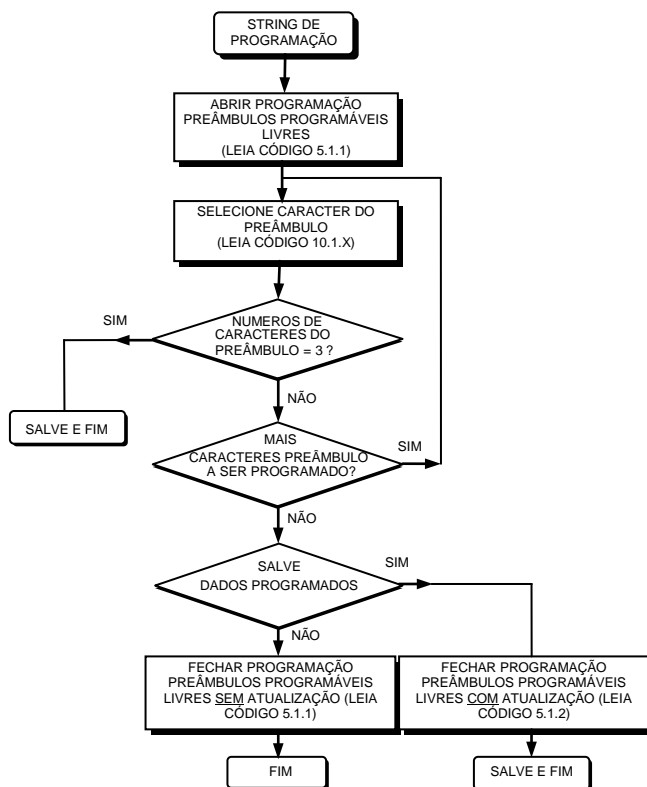 STRING DE
PROGRAMAÇÃO
ABRIR PROGRAMAÇÃO
PREÂMBULOS PROGRAMÁVEIS
LIVRES
(LEIA CÓDIGO 5.1.1)
SELECIONE CARACTER DO
PREÂMBULO
(LEIA CÓDIGO 10.1.X)
SIM
NUMEROS DE
CARACTERES DO
PREÂMBULO = 3 ?
NÃO
SALVE E FIM
MAIS
CARACTERES PREÂMBULO
A SER PROGRAMADO?
SIM
NÃO
SALVE
DADOS PROGRAMADOS
SIM
NÃO
FECHAR PROGRAMAÇÃO
PREÂMBULOS PROGRAMÁVEIS
LIVRES SEM ATUALIZAÇÃO (LEIA
CÓDIGO 5.1.1)
FECHAR PROGRAMAÇÃO
PREÂMBULOS PROGRAMÁVEIS
LIVRES COM ATUALIZAÇÃO (LEIA
CÓDIGO 5.1.2)
FIM
SALVE E FIM